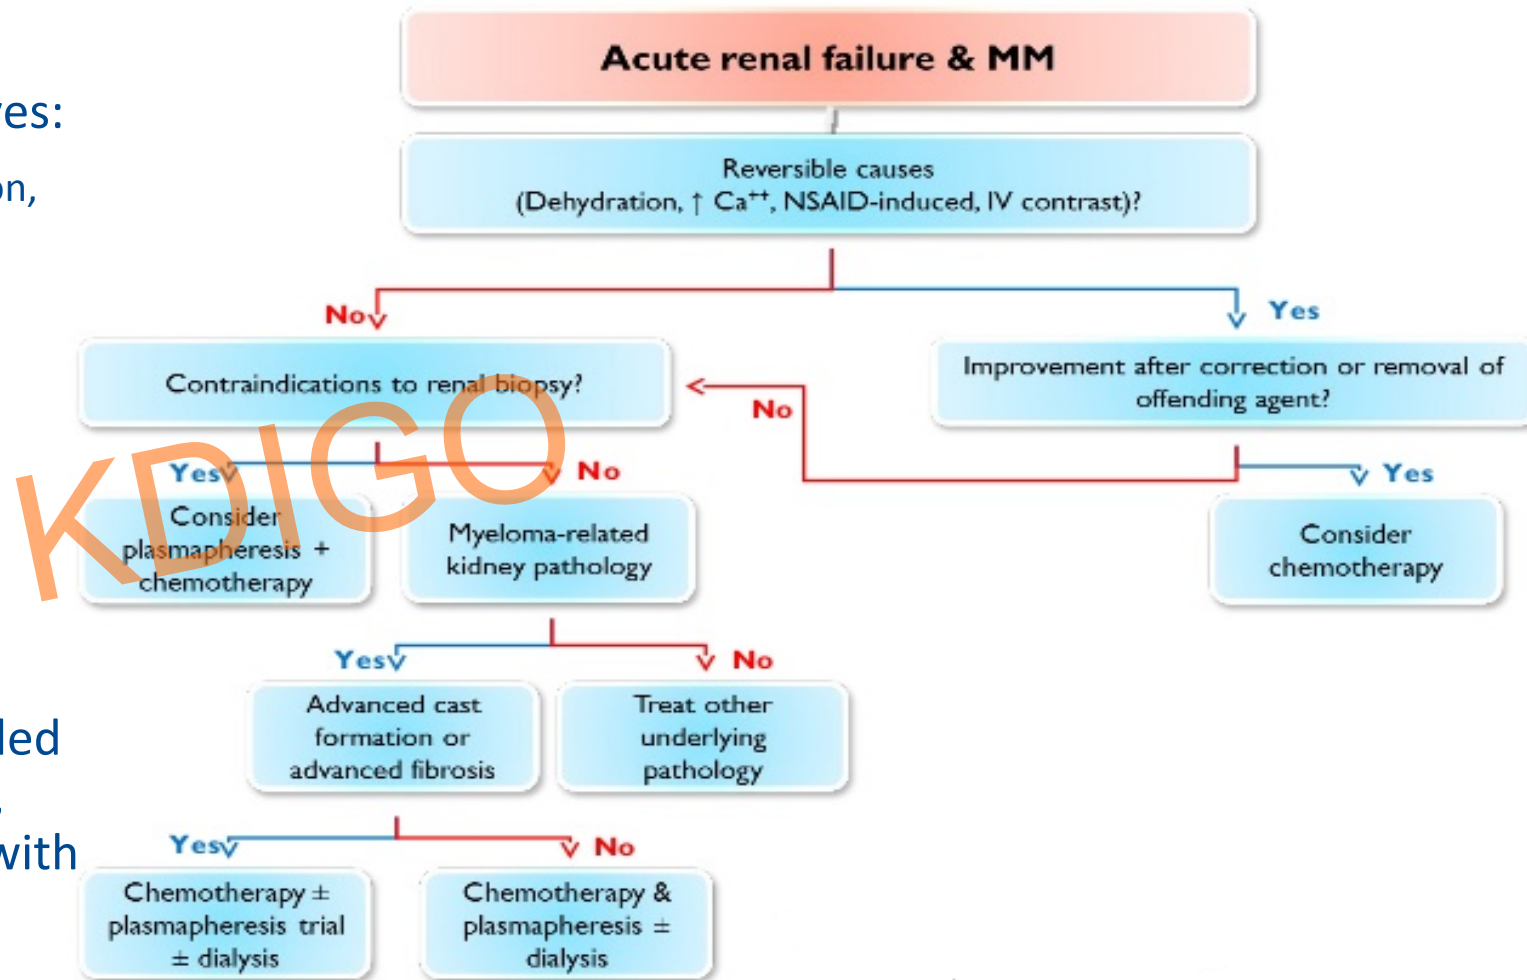 Acute renal failure & MM
Reversible causes
(Dehydration, ↑ Ca⁺⁺, NSAID-induced, IV contrast)?
No
Yes
Contraindications to renal biopsy?
Improvement after correction or removal of
offending agent?
No
Yes
No
Yes
Consider
plasmapheresis +
chemotherapy
Myeloma-related
kidney pathology
Consider
chemotherapy
KDIGO
Yes
No
Advanced cast
formation or
advanced fibrosis
Treat other
underlying
pathology
Yes
No
with
Chemotherapy ±
plasmapheresis trial
± dialysis
Chemotherapy &
plasmapheresis ±
dialysis